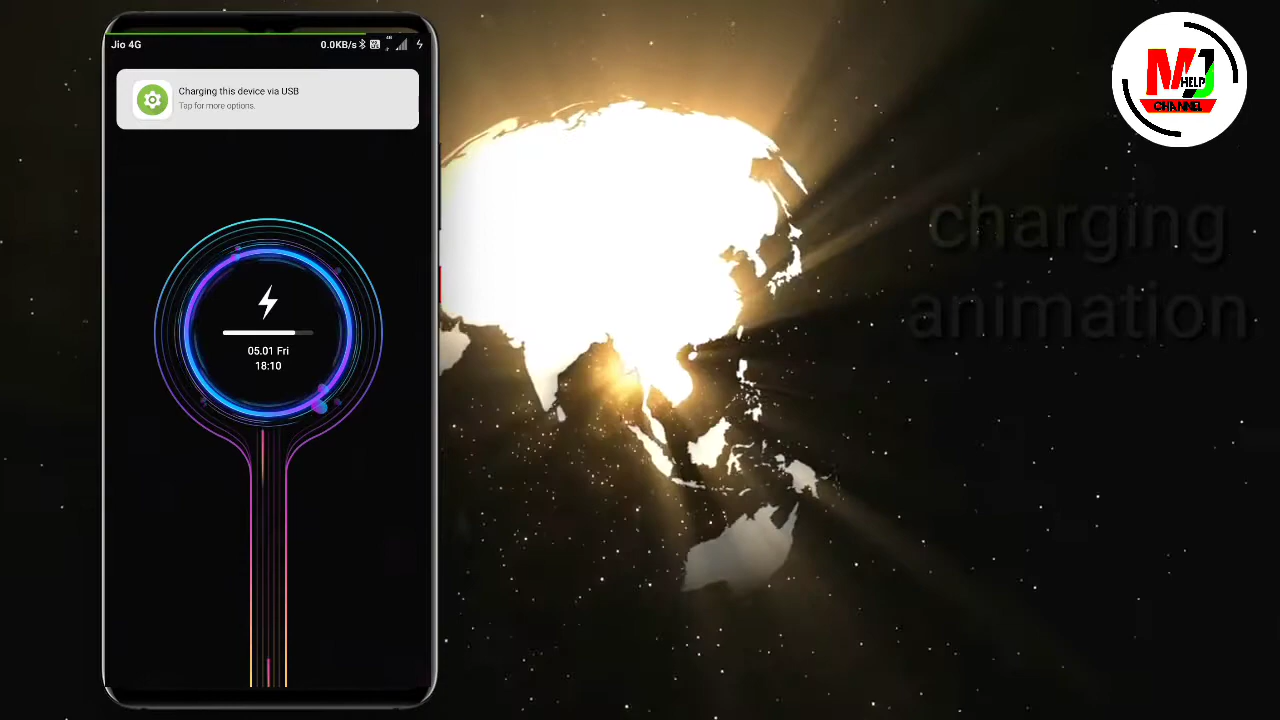 Jio 4G
0.0KB/s
Charging this device via USB
Tap for more options.
05.01 Fri
18:10
MJ
HELP
CHANNEL
charging
animation